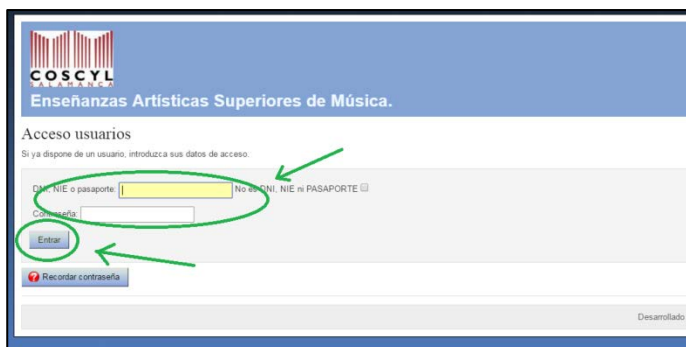 COSCYL
SALAMANCA
Enseñanzas Artísticas Superiores de Música.
Acceso usuarios
Si ya dispone de un usuario, introduzca sus datos de acceso.
DNI, NIE o pasaporte: No es DNI, NIE ni PASAPORTE
Contraseña:
Entrar
? Recordar contraseña
Desarrollado